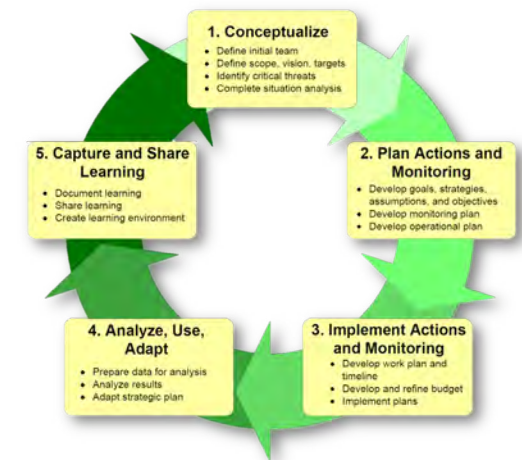 1. Conceptualize
• Define initial team
• Define scope, vision, targets
• Identify critical threats
• Complete situation analysis
2. Plan Actions and
Monitoring
• Develop goals, strategies,
assumptions, and objectives
• Develop monitoring plan
• Develop operational plan
3. Implement Actions
and Monitoring
• Develop work plan and
timeline
• Develop and refine budget
• Implement plans
4. Analyze, Use,
Adapt
• Prepare data for analysis
• Analyze results
• Adapt strategic plan
5. Capture and Share
Learning
• Document learning
• Share learning
• Create learning environment